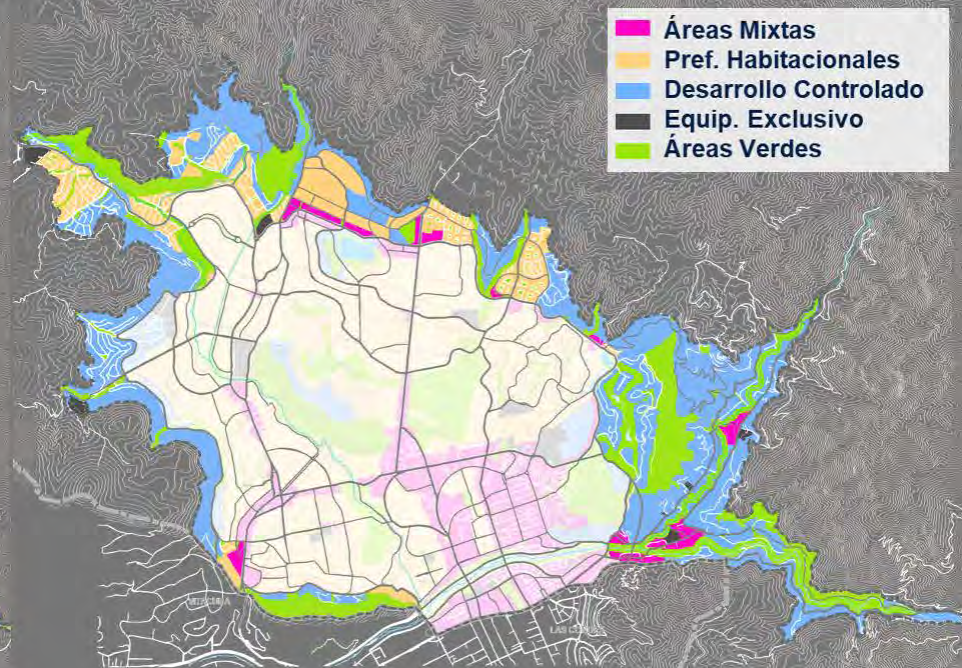 Áreas Mixtas
Pref. Habitacionales
Desarrollo Controlado
Equip. Exclusivo
Áreas Verdes